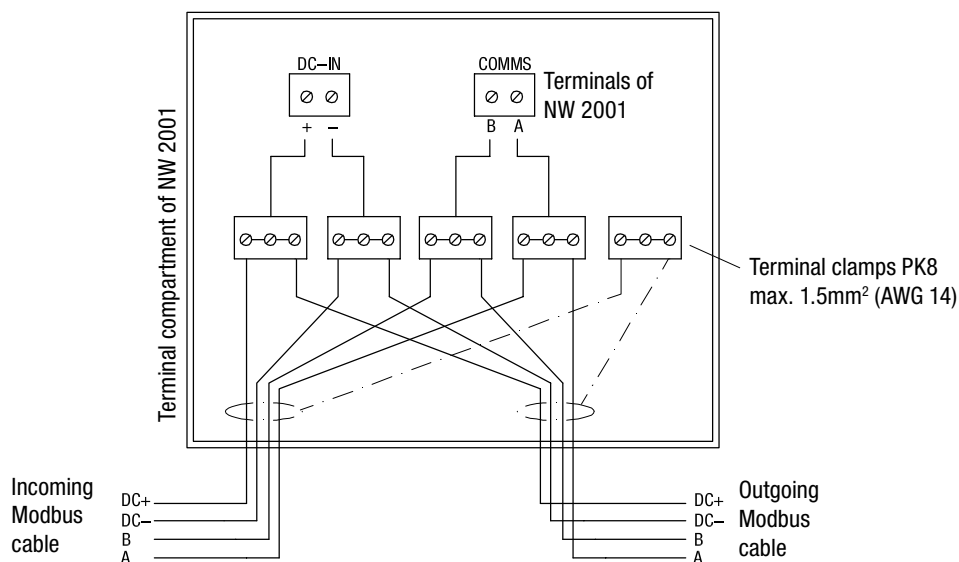 Terminal compartment of NW 2001
DC–IN
+ –
COMMS
B A
Terminals of
NW 2001
Terminal clamps PK8
max. 1.5mm² (AWG 14)
Incoming
Modbus
cable
DC+
DC–
B
A
DC+
DC–
B
A
Outgoing
Modbus
cable